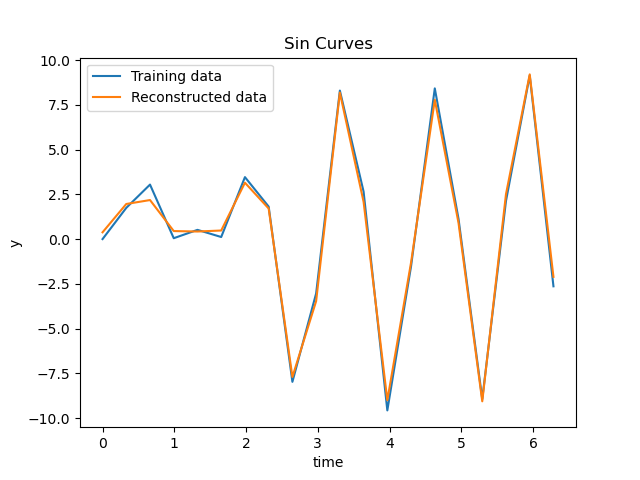 Sin Curves
Training data
Reconstructed data
10.0
7.5
5.0
2.5
0.0
−2.5
−5.0
−7.5
−10.0
y
0 1 2 3 4 5 6
time